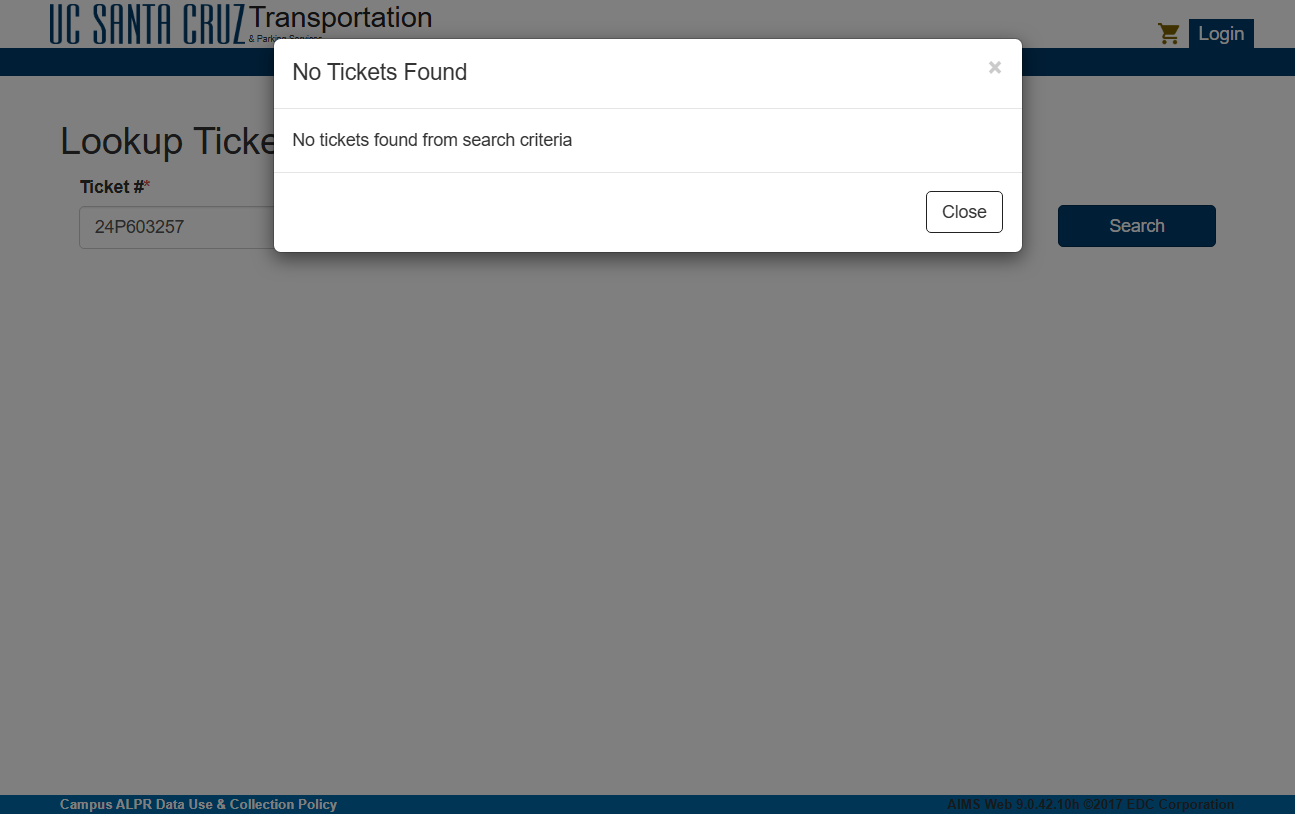 UC SANTA CRUZ Transportation
& Parking Services
Login
No Tickets Found
×
Lookup Ticke
No tickets found from search criteria
Ticket #*
24P603257
Close
Search
Campus ALPR Data Use & Collection Policy
AIMS Web 9.0.42.10h ©2017 EDC Corporation